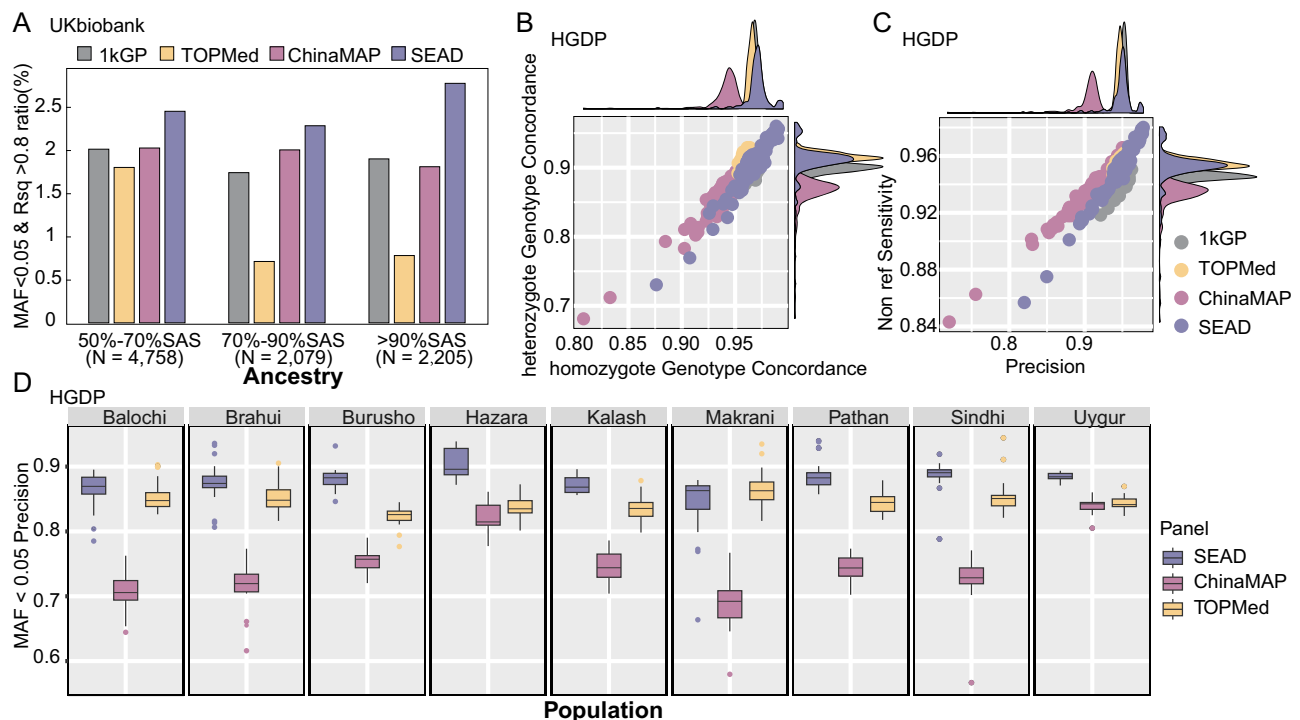 A UKbiobank
1kGP TOPMed ChinaMAP SEAD
MAF<0.05 & Rsq >0.8 ratio(%)
2.5
2
1.5
1
0.5
0
50%-70%SAS 70%-90%SAS >90%SAS
(N = 4,758) (N = 2,079) (N = 2,205)
Ancestry
B HGDP
heterozygote Genotype Concordance
0.9
0.8
0.7
0.80 0.85 0.90 0.95
homozygote Genotype Concordance
C HGDP
Non ref Sensitivity
0.96
0.92
0.88
0.84
0.8 0.9
Precision
1kGP
TOPMed
ChinaMAP
SEAD
D HGDP
Balochi Brahui Burusho Hazara Kalash Makrani Pathan Sindhi Uygur
MAF < 0.05 Precision
0.9
0.8
0.7
0.6
Population
Panel
SEAD
ChinaMAP
TOPMed